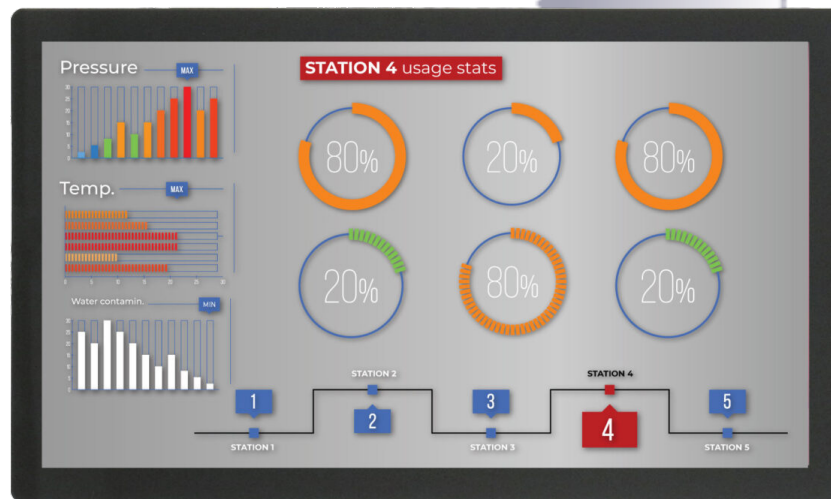 Pressure
MAX
STATION 4 usage stats
80%
20%
80%
Temp.
MAX
20%
80%
20%
Water contamin.
MIN
STATION 2
STATION 4
1
3
5
2
4
STATION 1
STATION 3
STATION 5